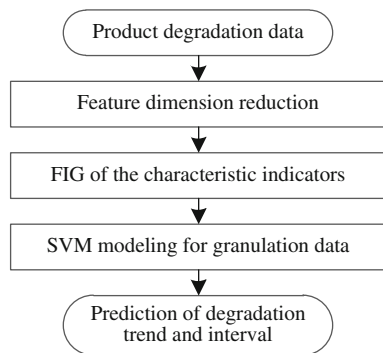 Product degradation data
Feature dimension reduction
FIG of the characteristic indicators
SVM modeling for granulation data
Prediction of degradation
trend and interval